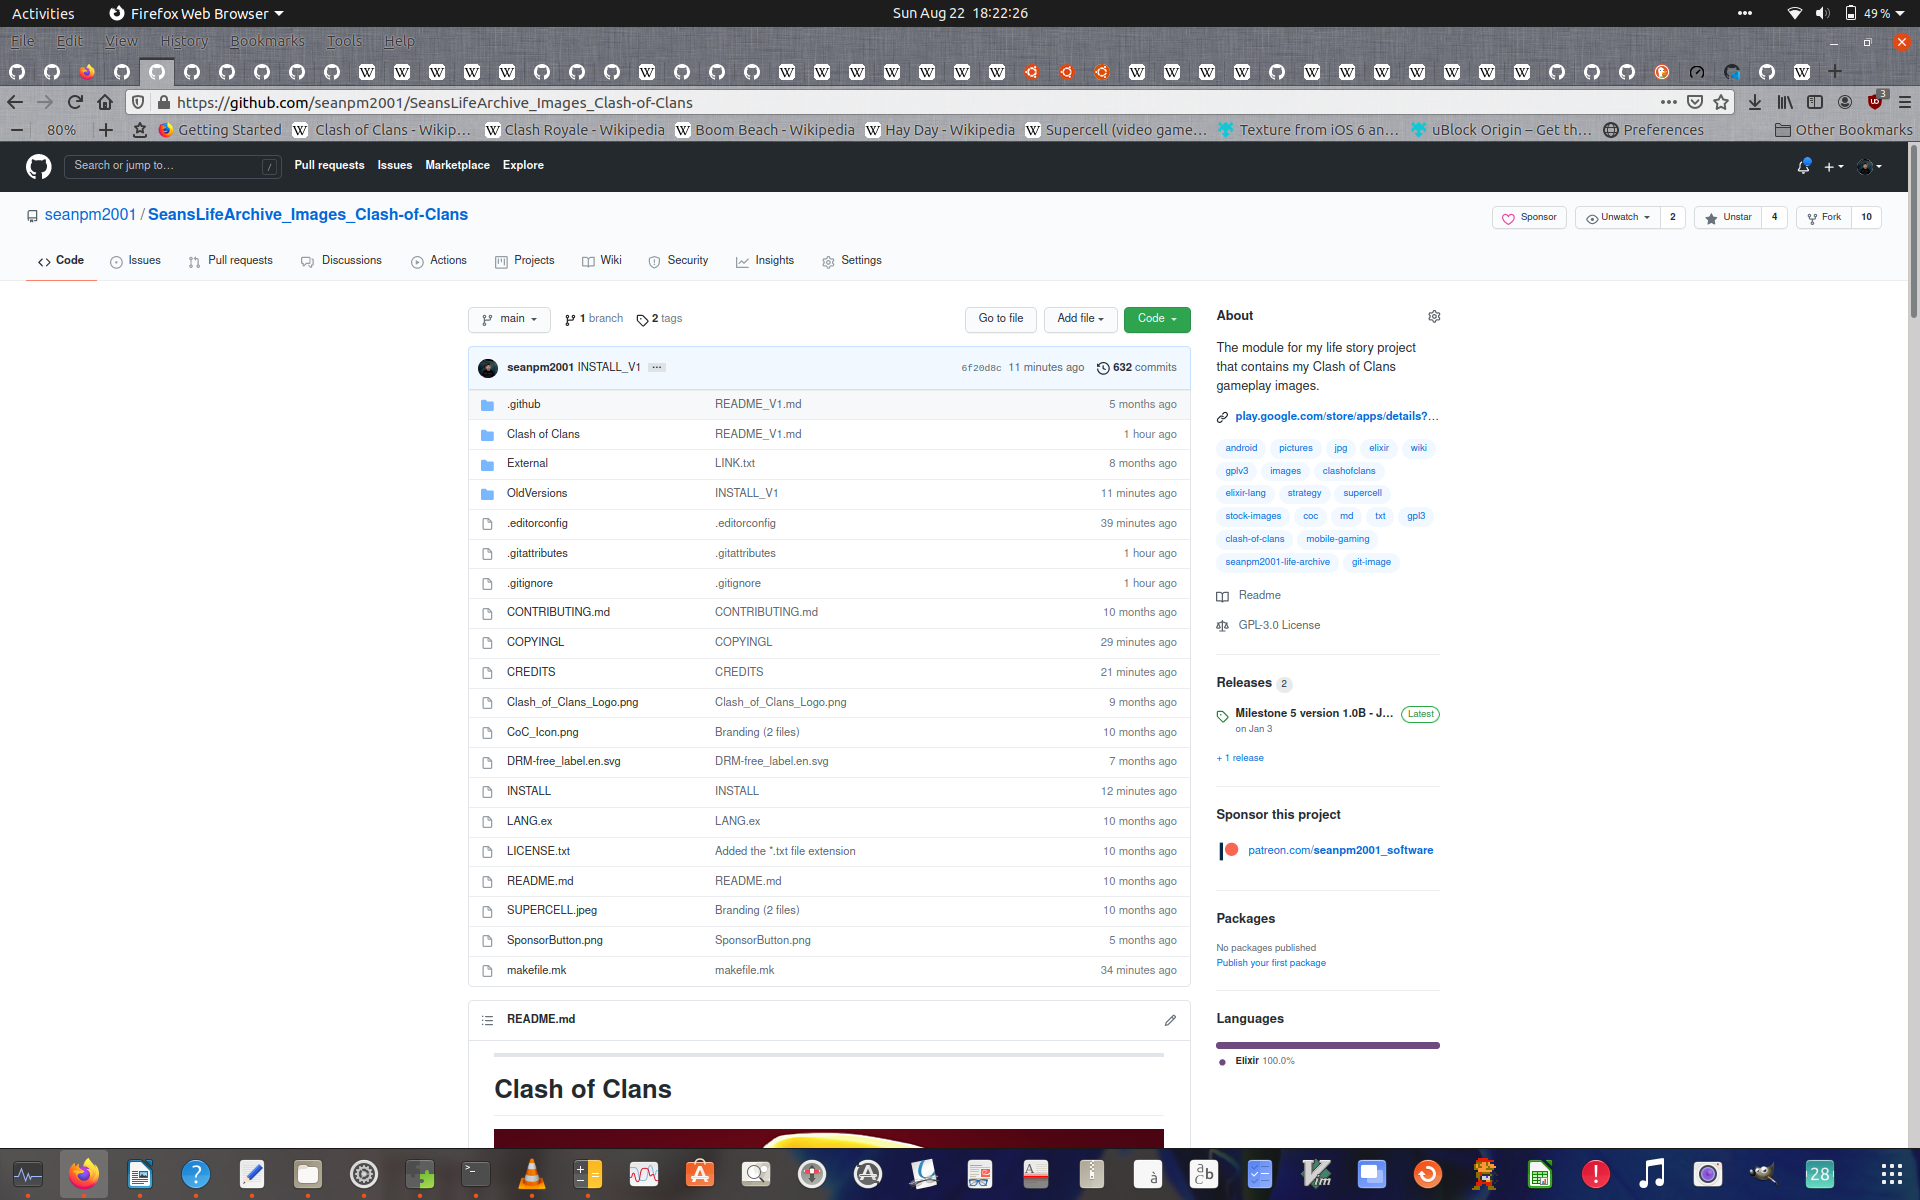 Activities Firefox Web Browser Sun Aug 22 18:22:26 49 %
File Edit View History Bookmarks Tools Help
https://github.com/seanpm2001/SeansLifeArchive_Images_Clash-of-Clans 3
80% Getting Started Clash of Clans - Wikip… Clash Royale - Wikipedia Boom Beach - Wikipedia Hay Day - Wikipedia Supercell (video game… Texture from iOS 6 an… uBlock Origin – Get th… Preferences Other Bookmarks
Search or jump to… / Pull requests Issues Marketplace Explore
seanpm2001 / SeansLifeArchive_Images_Clash-of-Clans Sponsor Unwatch 2 Unstar 4 Fork 10
Code Issues Pull requests Discussions Actions Projects Wiki Security Insights Settings
main 1 branch 2 tags Go to file Add file Code
seanpm2001 INSTALL_V1 … 6f20d8c 11 minutes ago 632 commits
.github README_V1.md 5 months ago
Clash of Clans README_V1.md 1 hour ago
External LINK.txt 8 months ago
OldVersions INSTALL_V1 11 minutes ago
.editorconfig .editorconfig 39 minutes ago
.gitattributes .gitattributes 1 hour ago
.gitignore .gitignore 1 hour ago
CONTRIBUTING.md CONTRIBUTING.md 10 months ago
COPYINGL COPYINGL 29 minutes ago
CREDITS CREDITS 21 minutes ago
Clash_of_Clans_Logo.png Clash_of_Clans_Logo.png 9 months ago
CoC_Icon.png Branding (2 files) 10 months ago
DRM-free_label.en.svg DRM-free_label.en.svg 7 months ago
INSTALL INSTALL 12 minutes ago
LANG.ex LANG.ex 10 months ago
LICENSE.txt Added the *.txt file extension 10 months ago
README.md README.md 10 months ago
SUPERCELL.jpeg Branding (2 files) 10 months ago
SponsorButton.png SponsorButton.png 5 months ago
makefile.mk makefile.mk 34 minutes ago
README.md
Clash of Clans
About
The module for my life story project
that contains my Clash of Clans
gameplay images.
play.google.com/store/apps/details?…
android pictures jpg elixir wiki
gplv3 images clashofclans
elixir-lang strategy supercell
stock-images coc md txt gpl3
clash-of-clans mobile-gaming
seanpm2001-life-archive git-image
Readme
GPL-3.0 License
Releases 2
Milestone 5 version 1.0B - J… Latest
on Jan 3
+ 1 release
Sponsor this project
patreon.com/seanpm2001_software
Packages
No packages published
Publish your first package
Languages
Elixir 100.0%
28